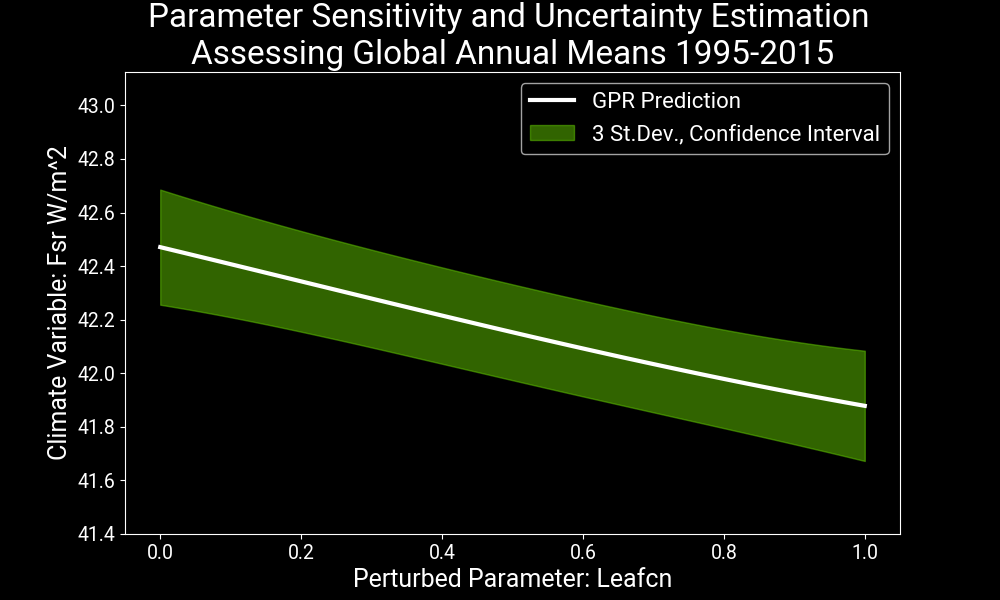 Parameter Sensitivity and Uncertainty Estimation
Assessing Global Annual Means 1995-2015
GPR Prediction
3 St.Dev., Confidence Interval
Climate Variable: Fsr W/m^2
43.0
42.8
42.6
42.4
42.2
42.0
41.8
41.6
41.4
0.0 0.2 0.4 0.6 0.8 1.0
Perturbed Parameter: Leafcn